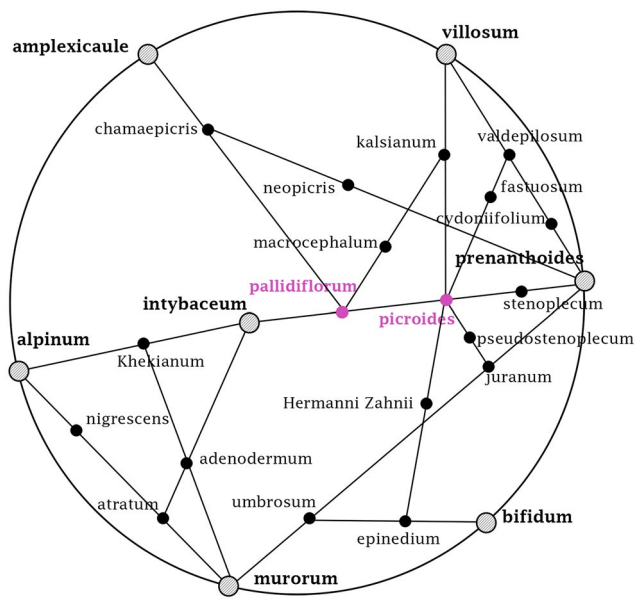 villosum
amplexicaule
chamaepicris
valdepilosum
kalsianum
neopicris
fastuosum
cydoniifolium
macrocephalum
prenanthoides
pallidiflorum
intybaceum
stenoplecum
picroides
alpinum
pseudostenoplecum
Khekianum
juranum
Hermanni Zahnii
nigrescens
adenodermum
atratum
umbrosum
bifidum
epinedium
murorum